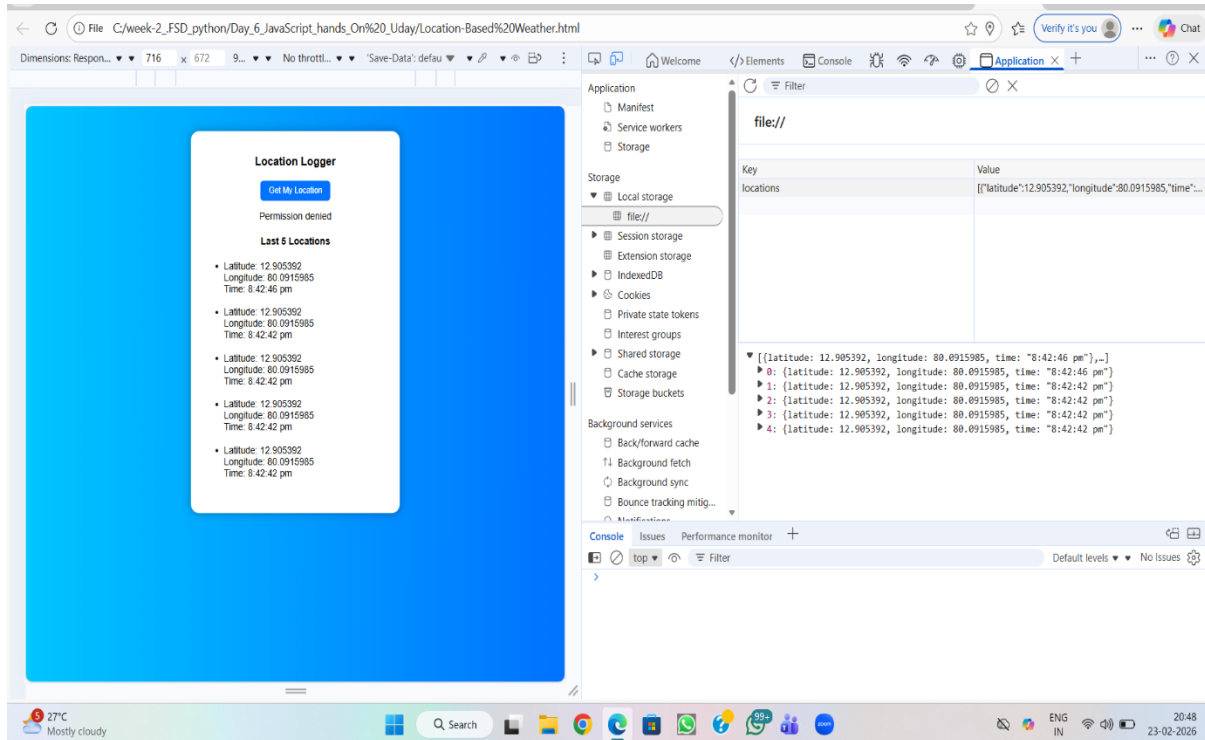 File C:/week-2_.FSD_python/Day_6_JavaScript_hands_On%20_Uday/Location-Based%20Weather.html
Verify it's you
Chat
Dimensions: Respon... 716 x 672 9... No throttl... 'Save-Data': defau
Welcome
Elements
Console
Application
Location Logger
Get My Location
Permission denied
Last 5 Locations
Latitude: 12.905392
Longitude: 80.0915985
Time: 8:42:46 pm
Latitude: 12.905392
Longitude: 80.0915985
Time: 8:42:42 pm
Latitude: 12.905392
Longitude: 80.0915985
Time: 8:42:42 pm
Latitude: 12.905392
Longitude: 80.0915985
Time: 8:42:42 pm
Latitude: 12.905392
Longitude: 80.0915985
Time: 8:42:42 pm
Application
Manifest
Service workers
Storage
Storage
Local storage
file://
Session storage
Extension storage
IndexedDB
Cookies
Private state tokens
Interest groups
Shared storage
Cache storage
Storage buckets
Background services
Back/forward cache
Background fetch
Background sync
Bounce tracking mitig...
Notifications
Filter
file://
Key Value
locations [{"latitude":12.905392,"longitude":80.0915985,"time":...
[{latitude: 12.905392, longitude: 80.0915985, time: "8:42:46 pm"},…]
0: {latitude: 12.905392, longitude: 80.0915985, time: "8:42:46 pm"}
1: {latitude: 12.905392, longitude: 80.0915985, time: "8:42:42 pm"}
2: {latitude: 12.905392, longitude: 80.0915985, time: "8:42:42 pm"}
3: {latitude: 12.905392, longitude: 80.0915985, time: "8:42:42 pm"}
4: {latitude: 12.905392, longitude: 80.0915985, time: "8:42:42 pm"}
Console Issues Performance monitor
top Filter Default levels No Issues
5
27°C
Mostly cloudy
Search
99+
zoom
ENG
IN
20:48
23-02-2026